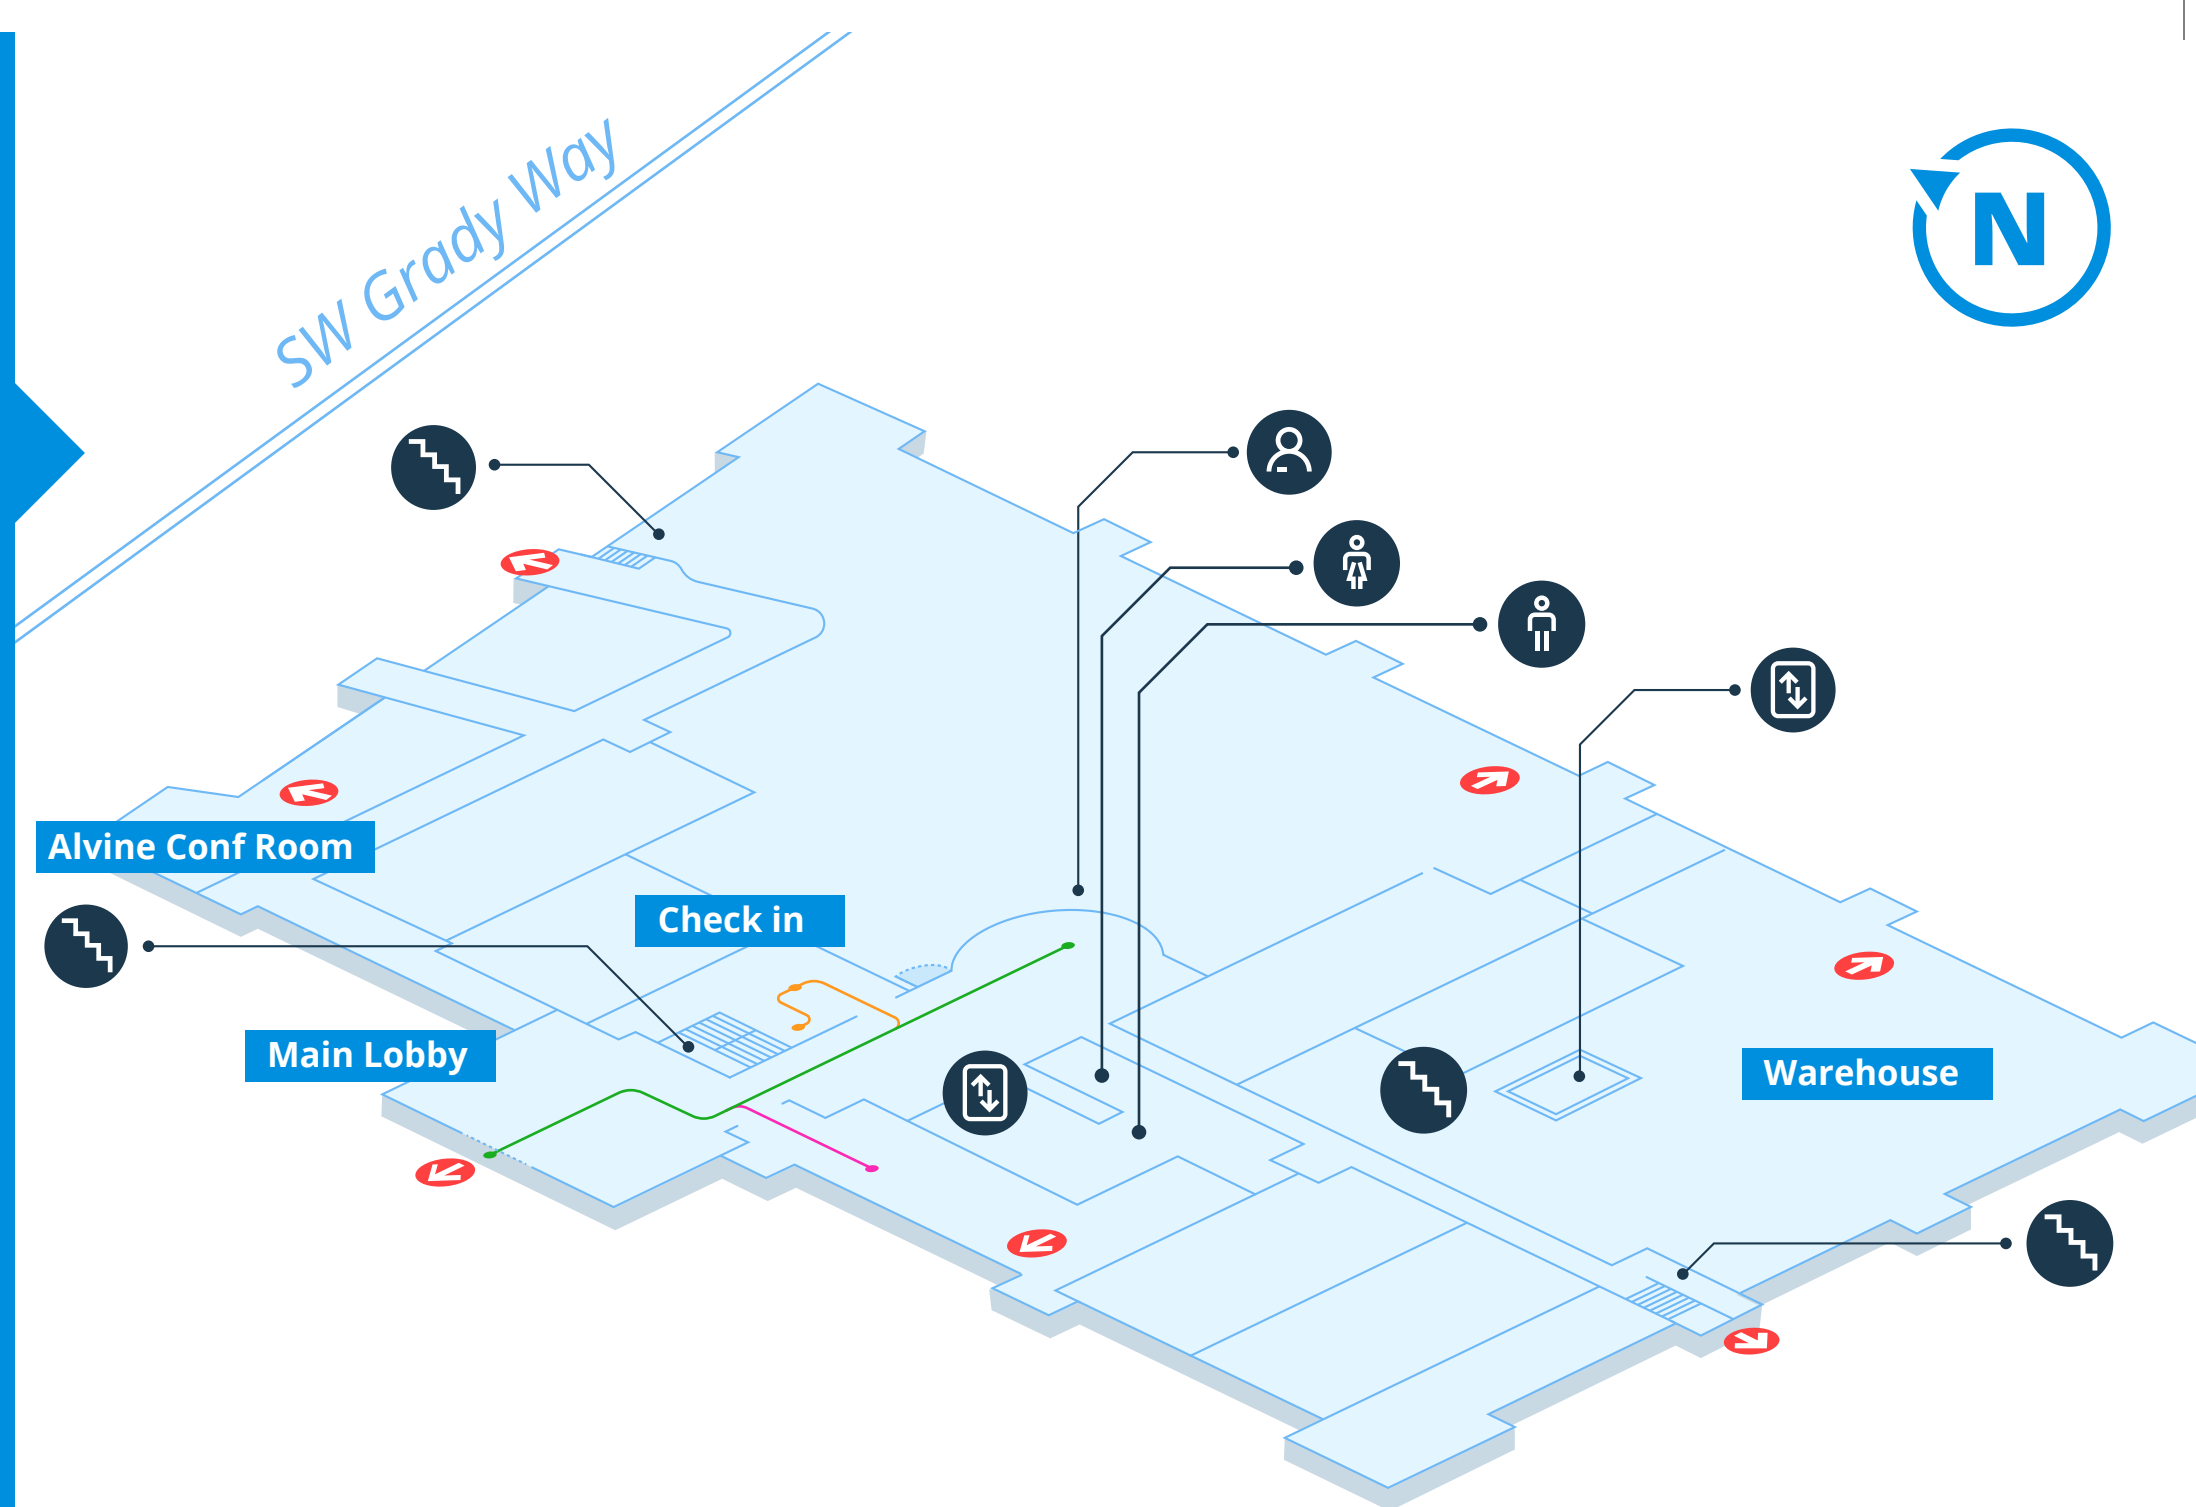 SW Grady Way
N
Alvine Conf Room
Check in
Main Lobby
Warehouse